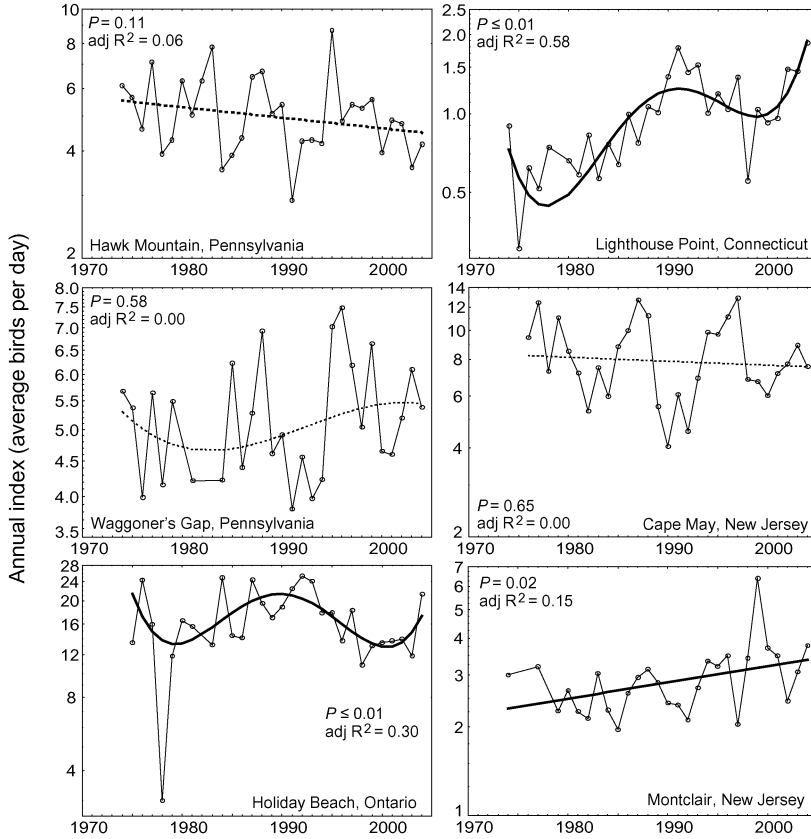 Annual index (average birds per day)
P = 0.11
adj R² = 0.06
10
8
6
4
2
Hawk Mountain, Pennsylvania
1970 1980 1990 2000
P ≤ 0.01
adj R² = 0.58
2.5
2.0
1.5
1.0
0.5
Lighthouse Point, Connecticut
1970 1980 1990 2000
P = 0.58
adj R² = 0.00
8.0
7.5
7.0
6.5
6.0
5.5
5.0
4.5
4.0
3.5
Waggoner's Gap, Pennsylvania
1970 1980 1990 2000
14
12
10
8
6
4
2
P = 0.65
adj R² = 0.00
Cape May, New Jersey
1970 1980 1990 2000
28
24
20
16
12
8
4
P ≤ 0.01
adj R² = 0.30
Holiday Beach, Ontario
1970 1980 1990 2000
P = 0.02
adj R² = 0.15
7
6
5
4
3
2
1
Montclair, New Jersey
1970 1980 1990 2000